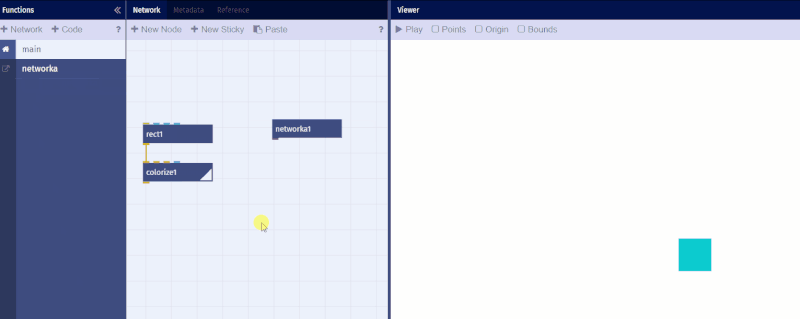 Functions
Network Metadata Reference
Viewer
Network Code ?
New Node New Sticky Paste ?
Play Points Origin Bounds
main
networka
rect1
networka1
colorize1